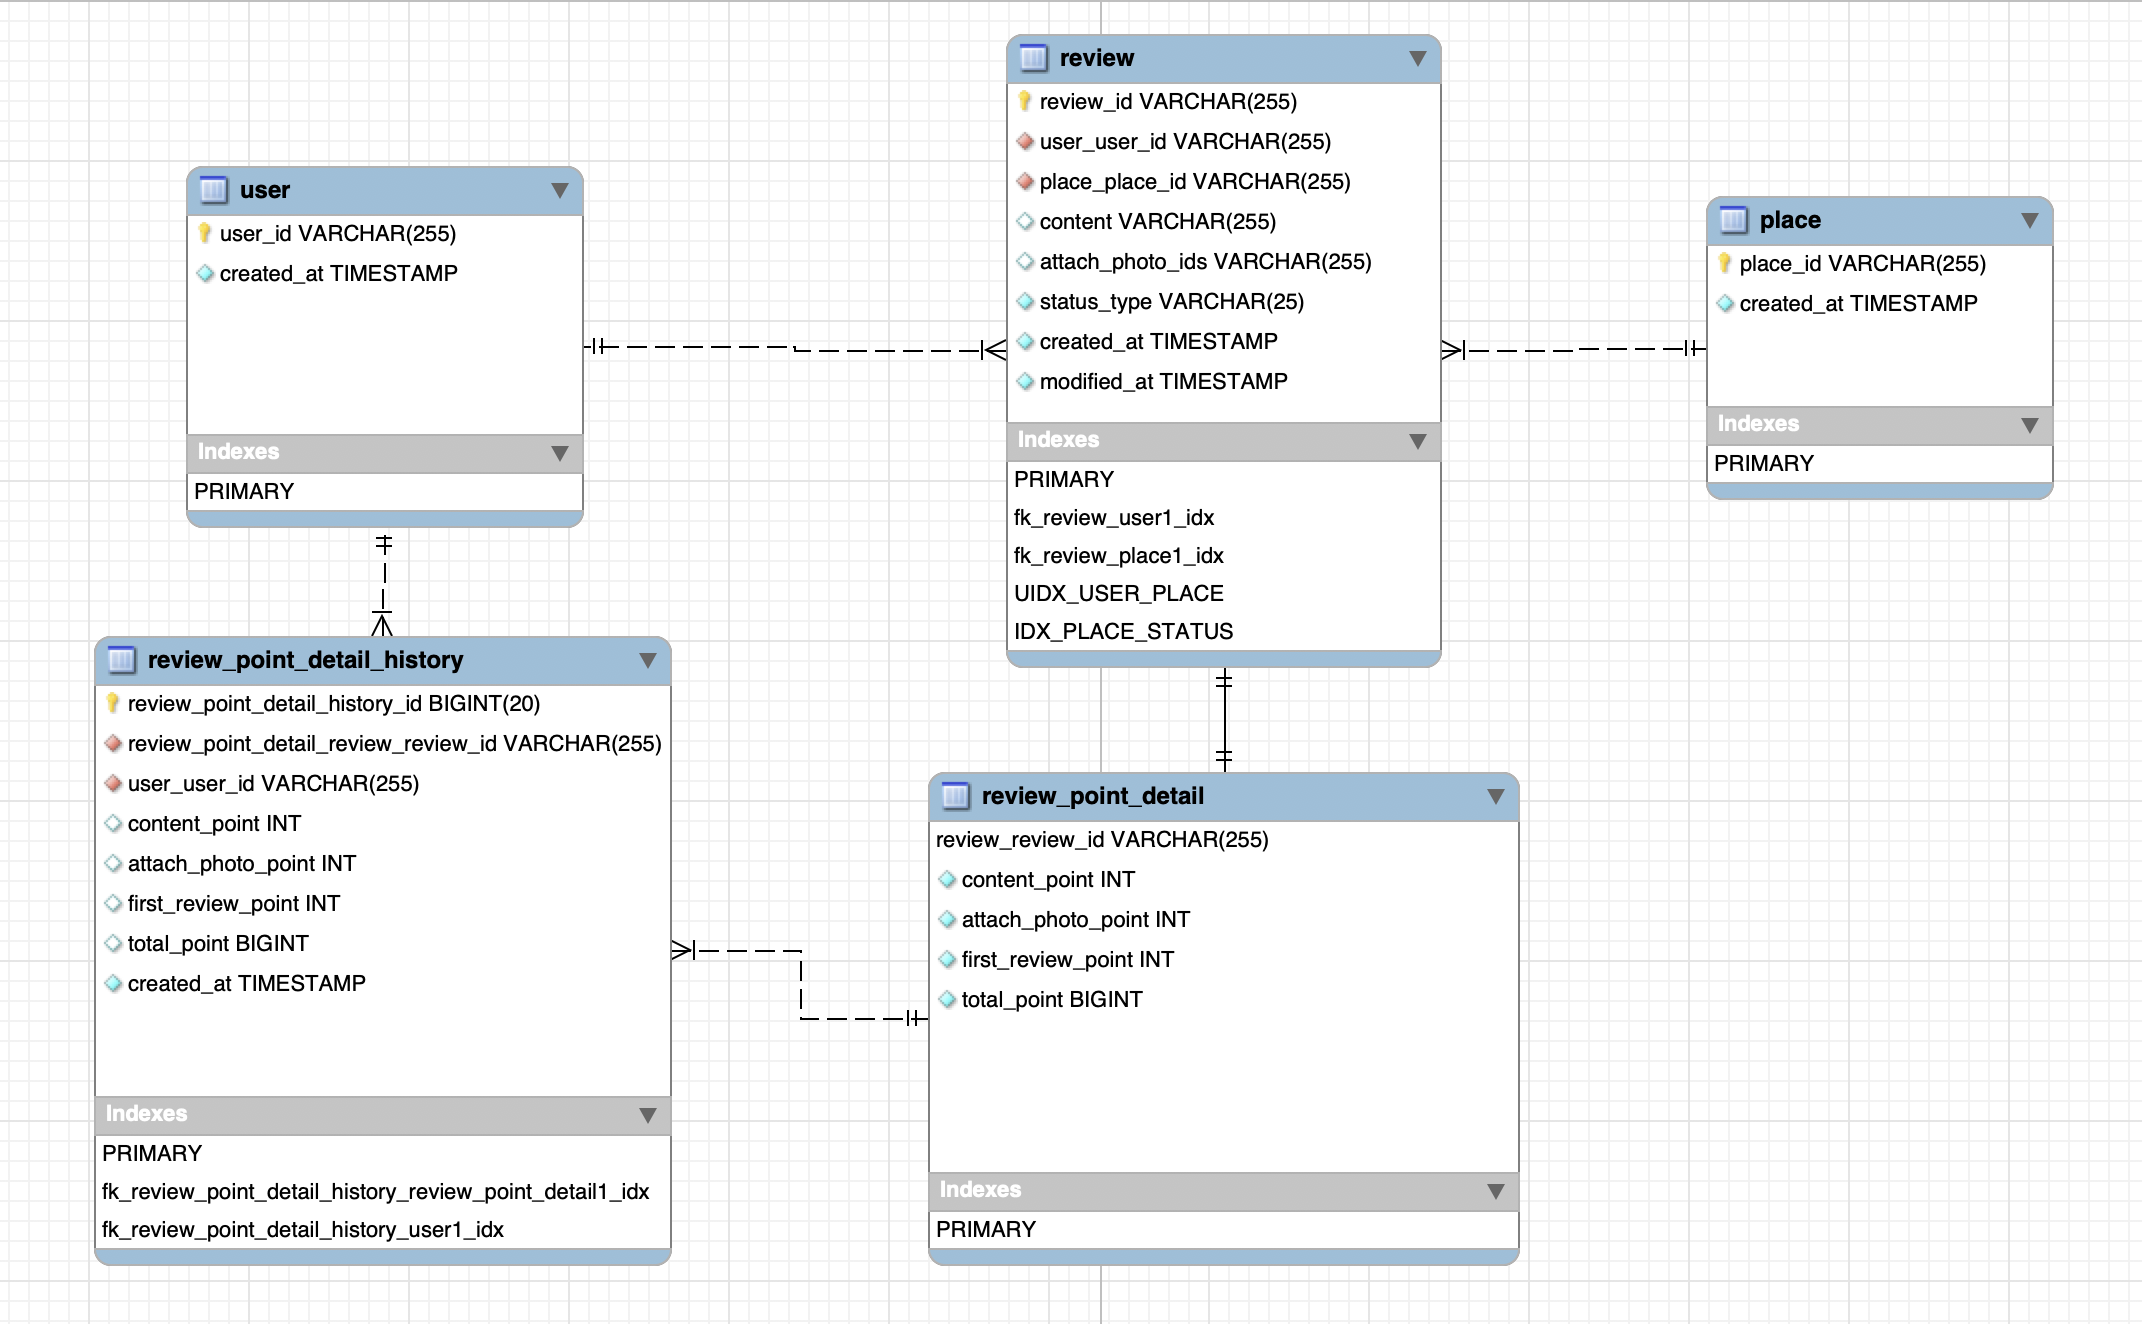 review
review_id VARCHAR(255)
user_user_id VARCHAR(255)
place_place_id VARCHAR(255)
content VARCHAR(255)
attach_photo_ids VARCHAR(255)
status_type VARCHAR(25)
created_at TIMESTAMP
modified_at TIMESTAMP
Indexes
PRIMARY
fk_review_user1_idx
fk_review_place1_idx
UIDX_USER_PLACE
IDX_PLACE_STATUS
user
user_id VARCHAR(255)
created_at TIMESTAMP
Indexes
PRIMARY
place
place_id VARCHAR(255)
created_at TIMESTAMP
Indexes
PRIMARY
review_point_detail_history
review_point_detail_history_id BIGINT(20)
review_point_detail_review_review_id VARCHAR(255)
user_user_id VARCHAR(255)
content_point INT
attach_photo_point INT
first_review_point INT
total_point BIGINT
created_at TIMESTAMP
Indexes
PRIMARY
fk_review_point_detail_history_review_point_detail1_idx
fk_review_point_detail_history_user1_idx
review_point_detail
review_review_id VARCHAR(255)
content_point INT
attach_photo_point INT
first_review_point INT
total_point BIGINT
Indexes
PRIMARY